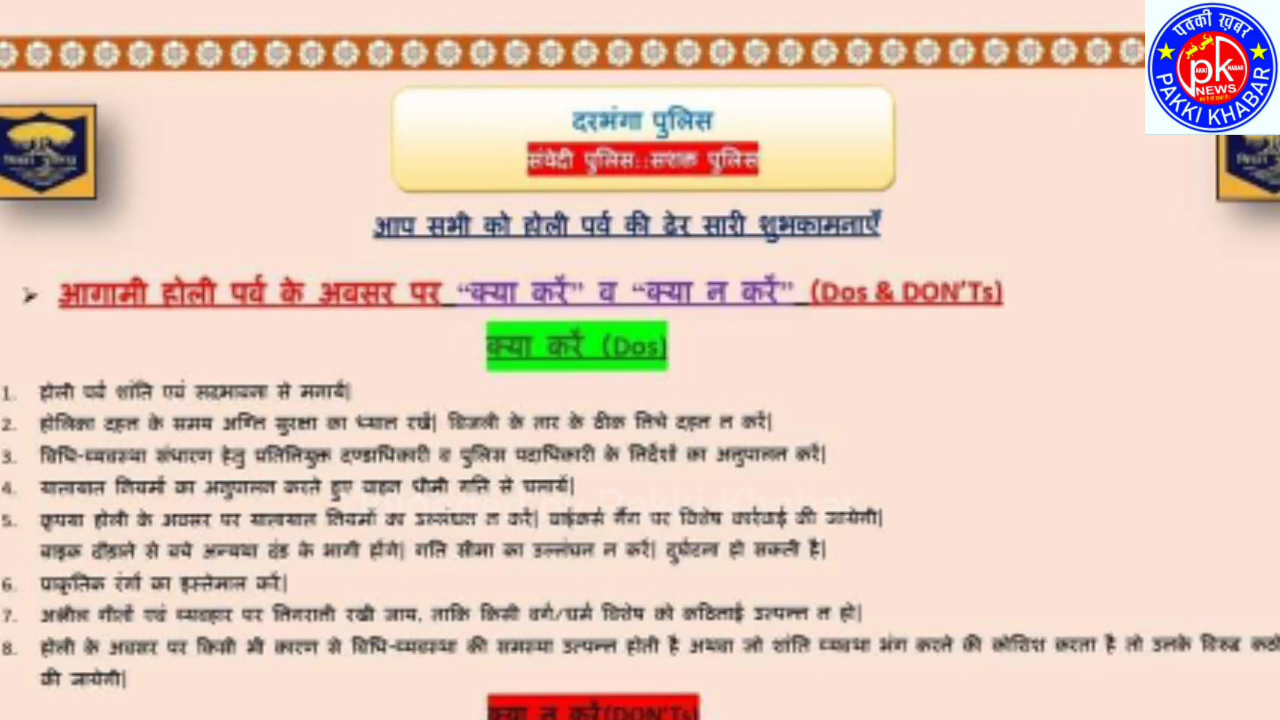 पक्की ख़बर
PAKKI KHABAR
pk
NEWS
दरभंगा पुलिस
संवेदी पुलिस::सशक्त पुलिस
आप सभी को होली पर्व की ढेर सारी शुभकामनाएँ
➢ आगामी होली पर्व के अवसर पर “क्या करें” व “क्या न करें” (Dos & DON’Ts)
क्या करें (Dos)
1. होली पर्व शांति एवं सद्भावना से मनायें|
2. होलिका दहन के समय अग्नि सुरक्षा का ध्यान रखें| बिजली के तार के ठीक निचे दहन न करें|
3. विधि-व्यवस्था संधारण हेतु प्रतिनियुक्त दण्डाधिकारी व पुलिस पदाधिकारी के निर्देशों का अनुपालन करें|
4. यातायात नियमों का अनुपालन करते हुए वाहन धीमी गति से चलायें|
5. कृपया होली के अवसर पर यातायात नियमों का उल्लंघन न करें| बाईकर्स गैंग पर विशेष कार्रवाई की जायेगी|
बाइक दौड़ाने से बचे अन्यथा दंड के भागी होंगे| गति सीमा का उल्लंघन न करें| दुर्घटना हो सकती है|
6. प्राकृतिक रंगों का इस्तेमाल करें|
7. अश्लील गीतों एवं व्यवहार पर निगरानी रखी जाय, ताकि किसी वर्ग/धर्म विशेष को कठिनाई उत्पन्न न हो|
8. होली के अवसर पर किसी भी कारण से विधि-व्यवस्था की समस्या उत्पन्न होती है अथवा जो शांति व्यवथा भंग करने की कोशिश करता है तो उनके विरुद्ध
की जायेगी|
क्या न करें(DON'Ts)